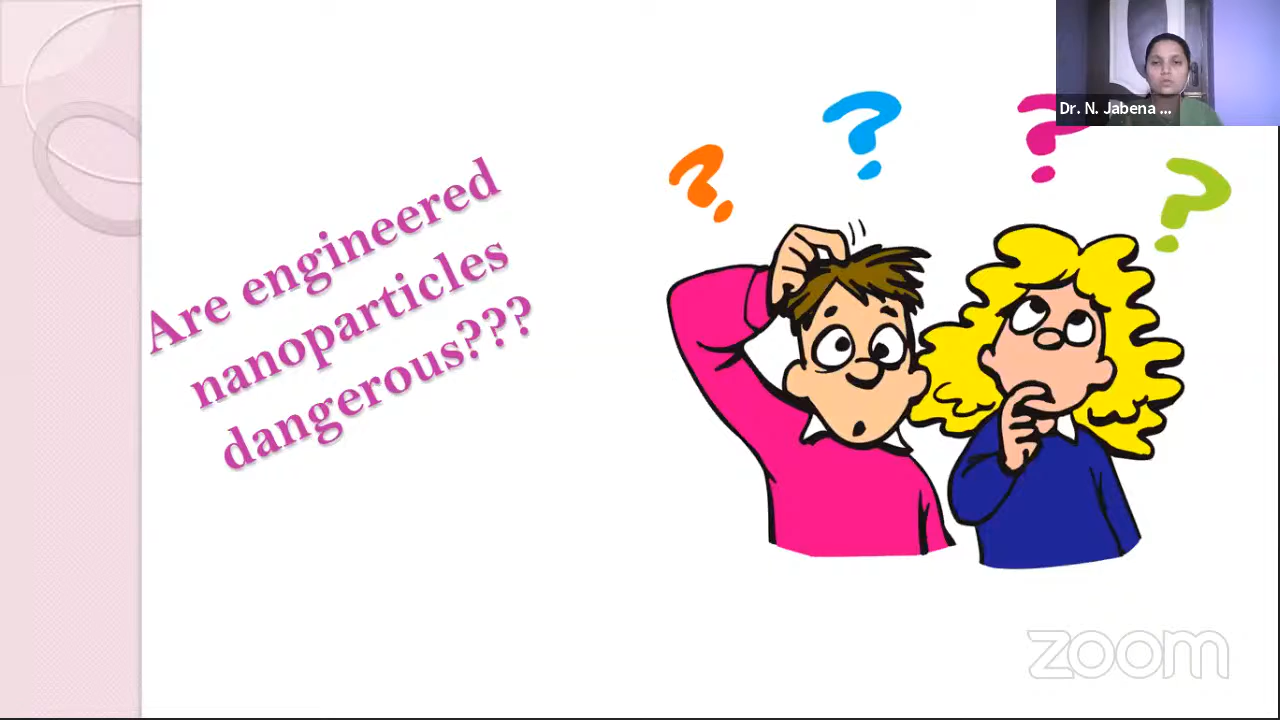 Dr. N. Jabena ...
Are engineered
nanoparticles
dangerous???
zoom